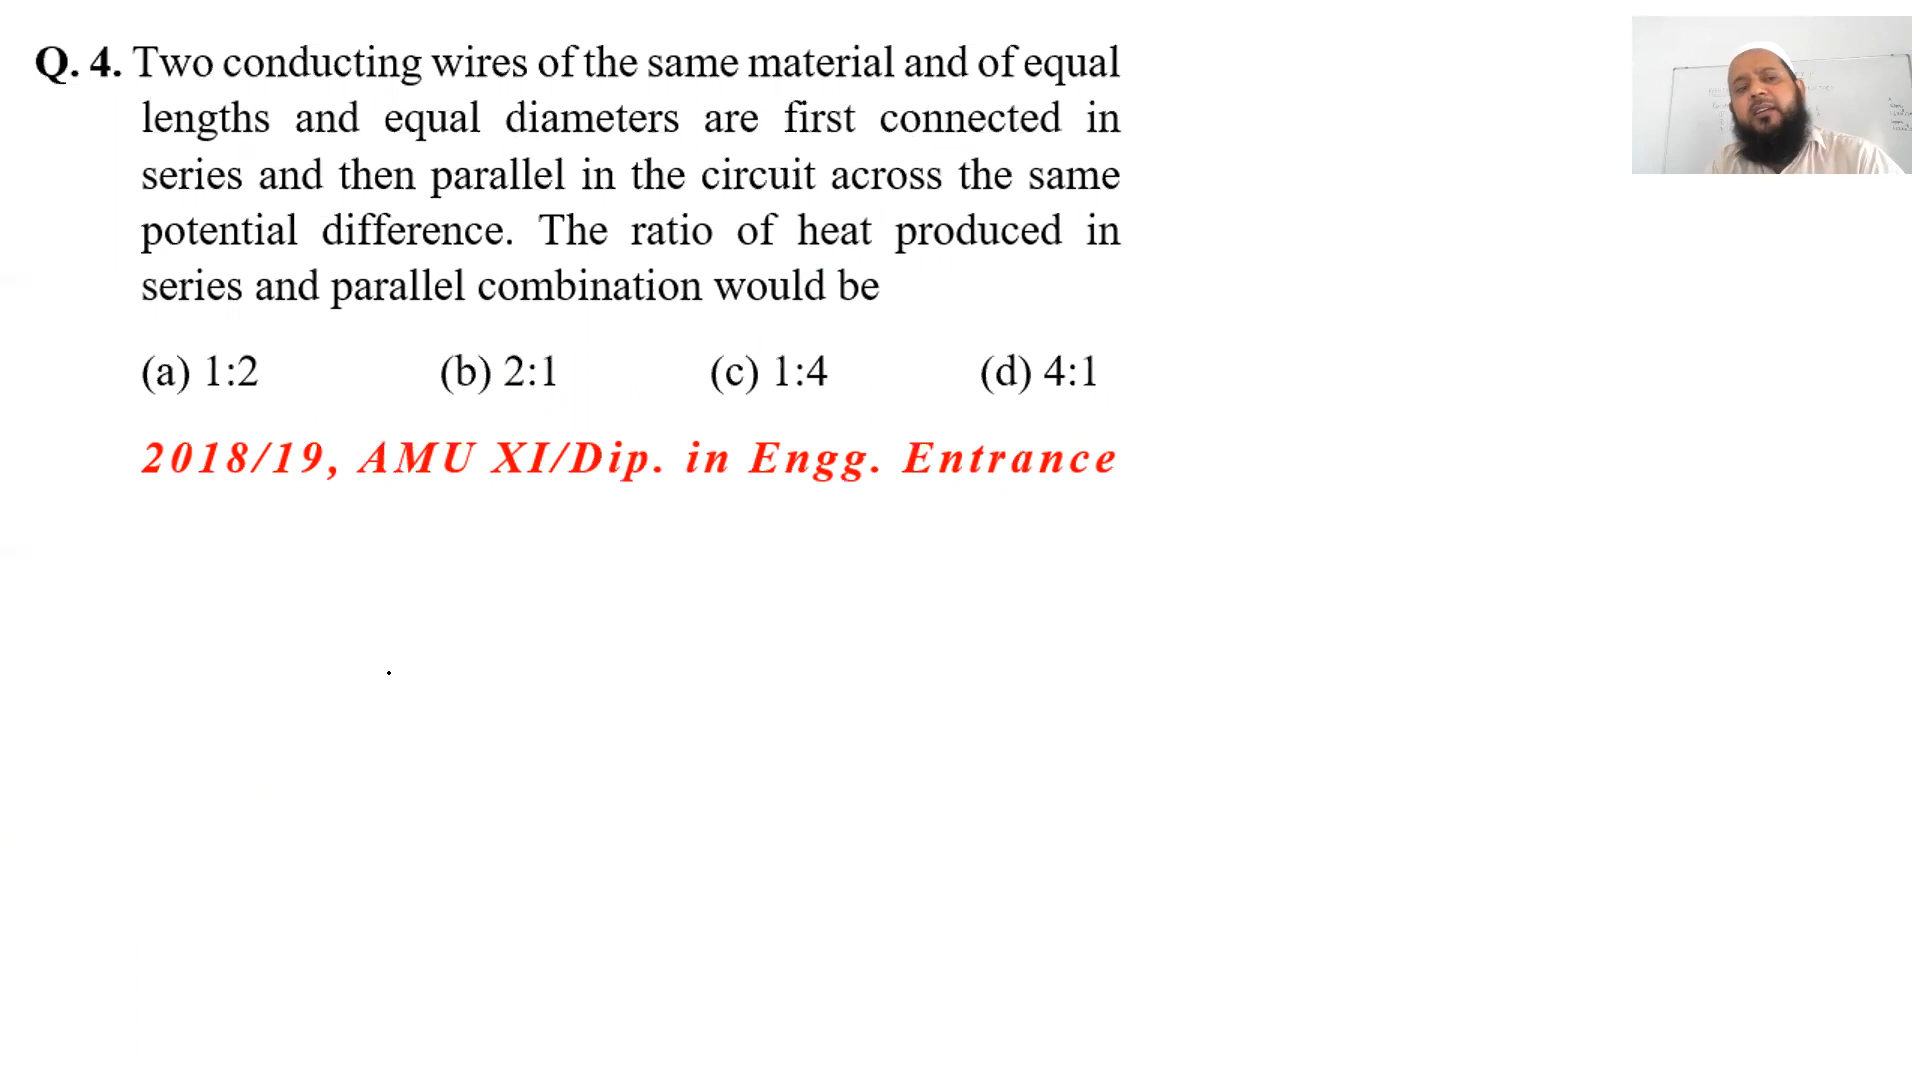 Q. 4. Two conducting wires of the same material and of equal
lengths and equal diameters are first connected in
series and then parallel in the circuit across the same
potential difference. The ratio of heat produced in
series and parallel combination would be
(a) 1:2 (b) 2:1 (c) 1:4 (d) 4:1
2018/19, AMU XI/Dip. in Engg. Entrance